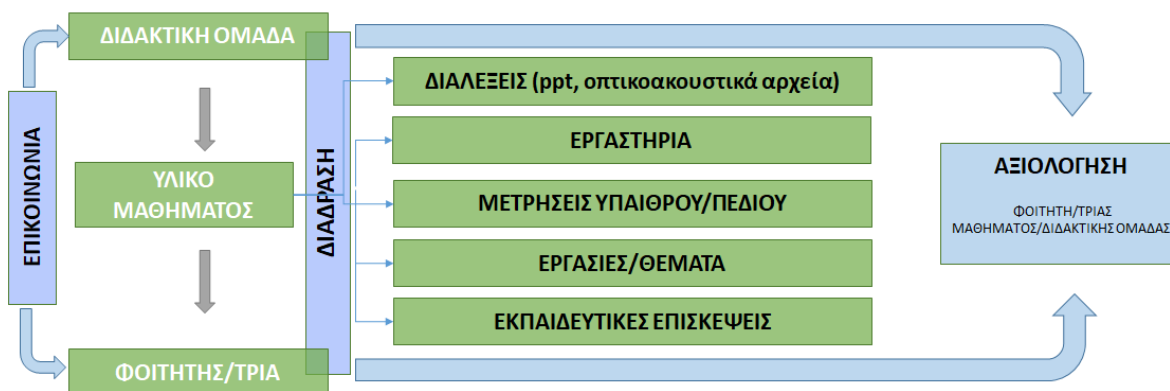 ΔΙΔΑΚΤΙΚΗ ΟΜΑΔΑ
ΕΠΙΚΟΙΝΩΝΙΑ
ΥΛΙΚΟ
ΜΑΘΗΜΑΤΟΣ
ΦΟΙΤΗΤΗΣ/ΤΡΙΑ
ΔΙΑΔΡΑΣΗ
ΔΙΑΛΕΞΕΙΣ (ppt, οπτικοακουστικά αρχεία)
ΕΡΓΑΣΤΗΡΙΑ
ΜΕΤΡΗΣΕΙΣ ΥΠΑΙΘΡΟΥ/ΠΕΔΙΟΥ
ΕΡΓΑΣΙΕΣ/ΘΕΜΑΤΑ
ΕΚΠΑΙΔΕΥΤΙΚΕΣ ΕΠΙΣΚΕΨΕΙΣ
ΑΞΙΟΛΟΓΗΣΗ
ΦΟΙΤΗΤΗ/ΤΡΙΑΣ
ΜΑΘΗΜΑΤΟΣ/ΔΙΔΑΚΤΙΚΗΣ ΟΜΑΔΑΣ